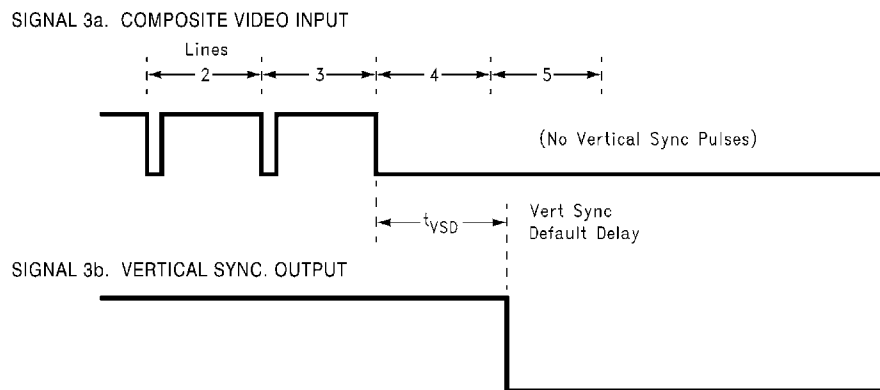 SIGNAL 3a. COMPOSITE VIDEO INPUT
Lines
2 3 4 5
(No Vertical Sync Pulses)
tVSD
Vert Sync
Default Delay
SIGNAL 3b. VERTICAL SYNC. OUTPUT